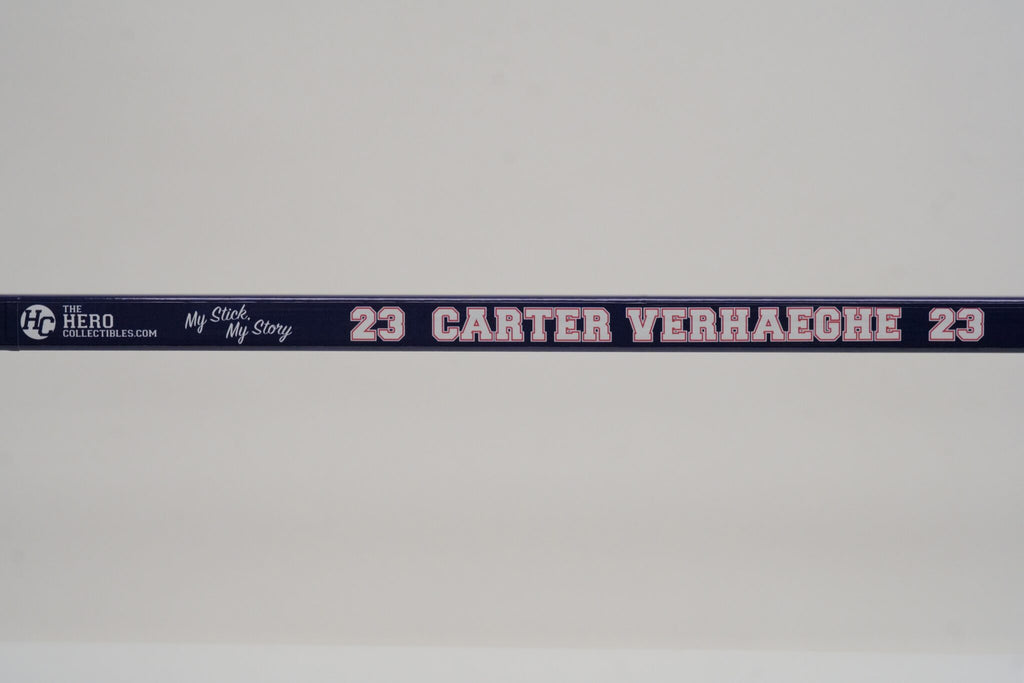 HC
THE
HERO
COLLECTIBLES.COM
My Stick,
My Story
23 CARTER VERHAEGHE 23